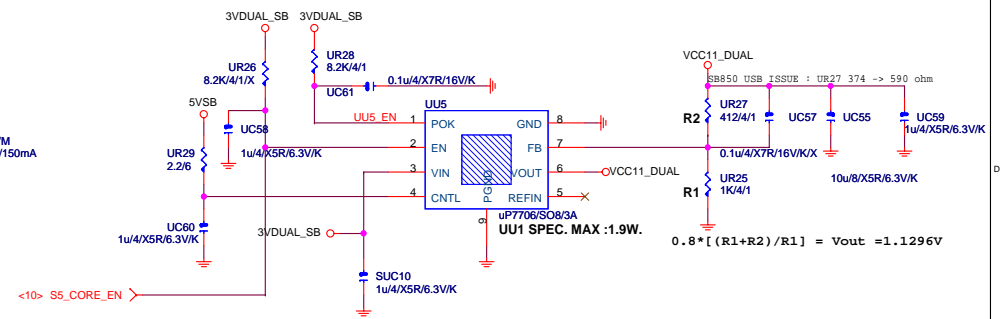 3VDUAL_SB
3VDUAL_SB
VCC11_DUAL
SB850 USB ISSUE : UR27 374 -> 590 ohm
UR26
8.2K/4/1/X
UR28
8.2K/4/1
UC61
0.1u/4/X7R/16V/K
5VSB
UC58
1u/4/X5R/6.3V/K
UU5_EN
UU5
1 POK GND 8
2 EN FB 7
3 VIN VOUT 6
4 CNTL REFIN 5
PGND
9
VCC11_DUAL
R2
UR27
412/4/1
UC57
0.1u/4/X7R/16V/K/X
UC55
10u/8/X5R/6.3V/K
UC59
1u/4/X5R/6.3V/K
R1
UR25
1K/4/1
/M
/150mA
UR29
2.2/6
UC60
1u/4/X5R/6.3V/K
3VDUAL_SB
uP7706/SO8/3A
UU1 SPEC. MAX :1.9W.
0.8*[(R1+R2)/R1] = Vout =1.1296V
SUC10
1u/4/X5R/6.3V/K
<10> S5_CORE_EN
D